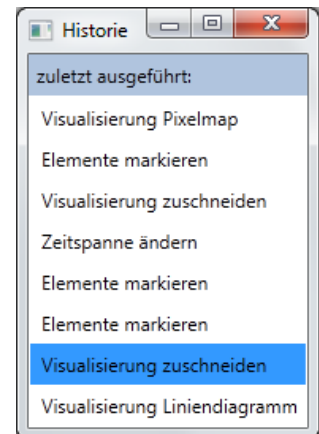 Historie
zuletzt ausgeführt:
Visualisierung Pixelmap
Elemente markieren
Visualisierung zuschneiden
Zeitspanne ändern
Elemente markieren
Elemente markieren
Visualisierung zuschneiden
Visualisierung Liniendiagramm